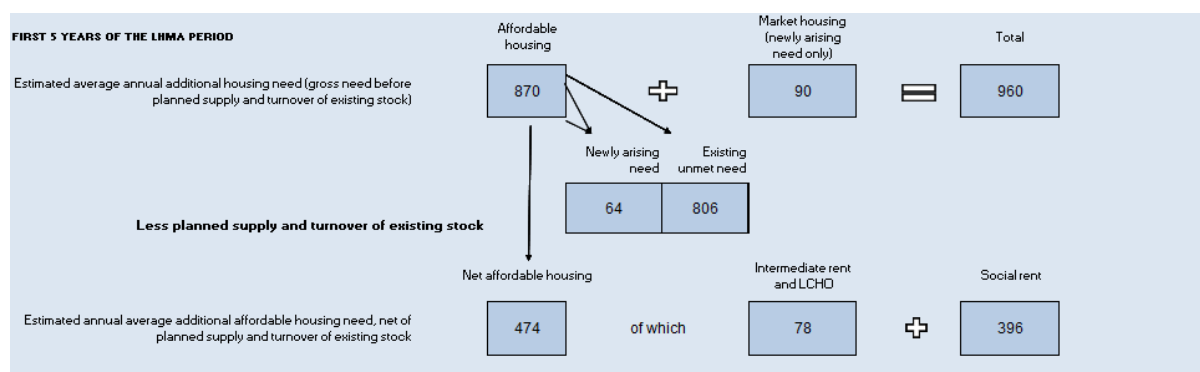 FIRST 5 YEARS OF THE LHMA PERIOD
Affordable
housing
Market housing
(newly arising
need only)
Total
Estimated average annual additional housing need (gross need before
planned supply and turnover of existing stock)
870
90
960
Newly arising
need
Existing
unmet need
64
806
Less planned supply and turnover of existing stock
Net affordable housing
Intermediate rent
and LCHO
Social rent
Estimated annual average additional affordable housing need, net of
planned supply and turnover of existing stock
474
of which
78
396